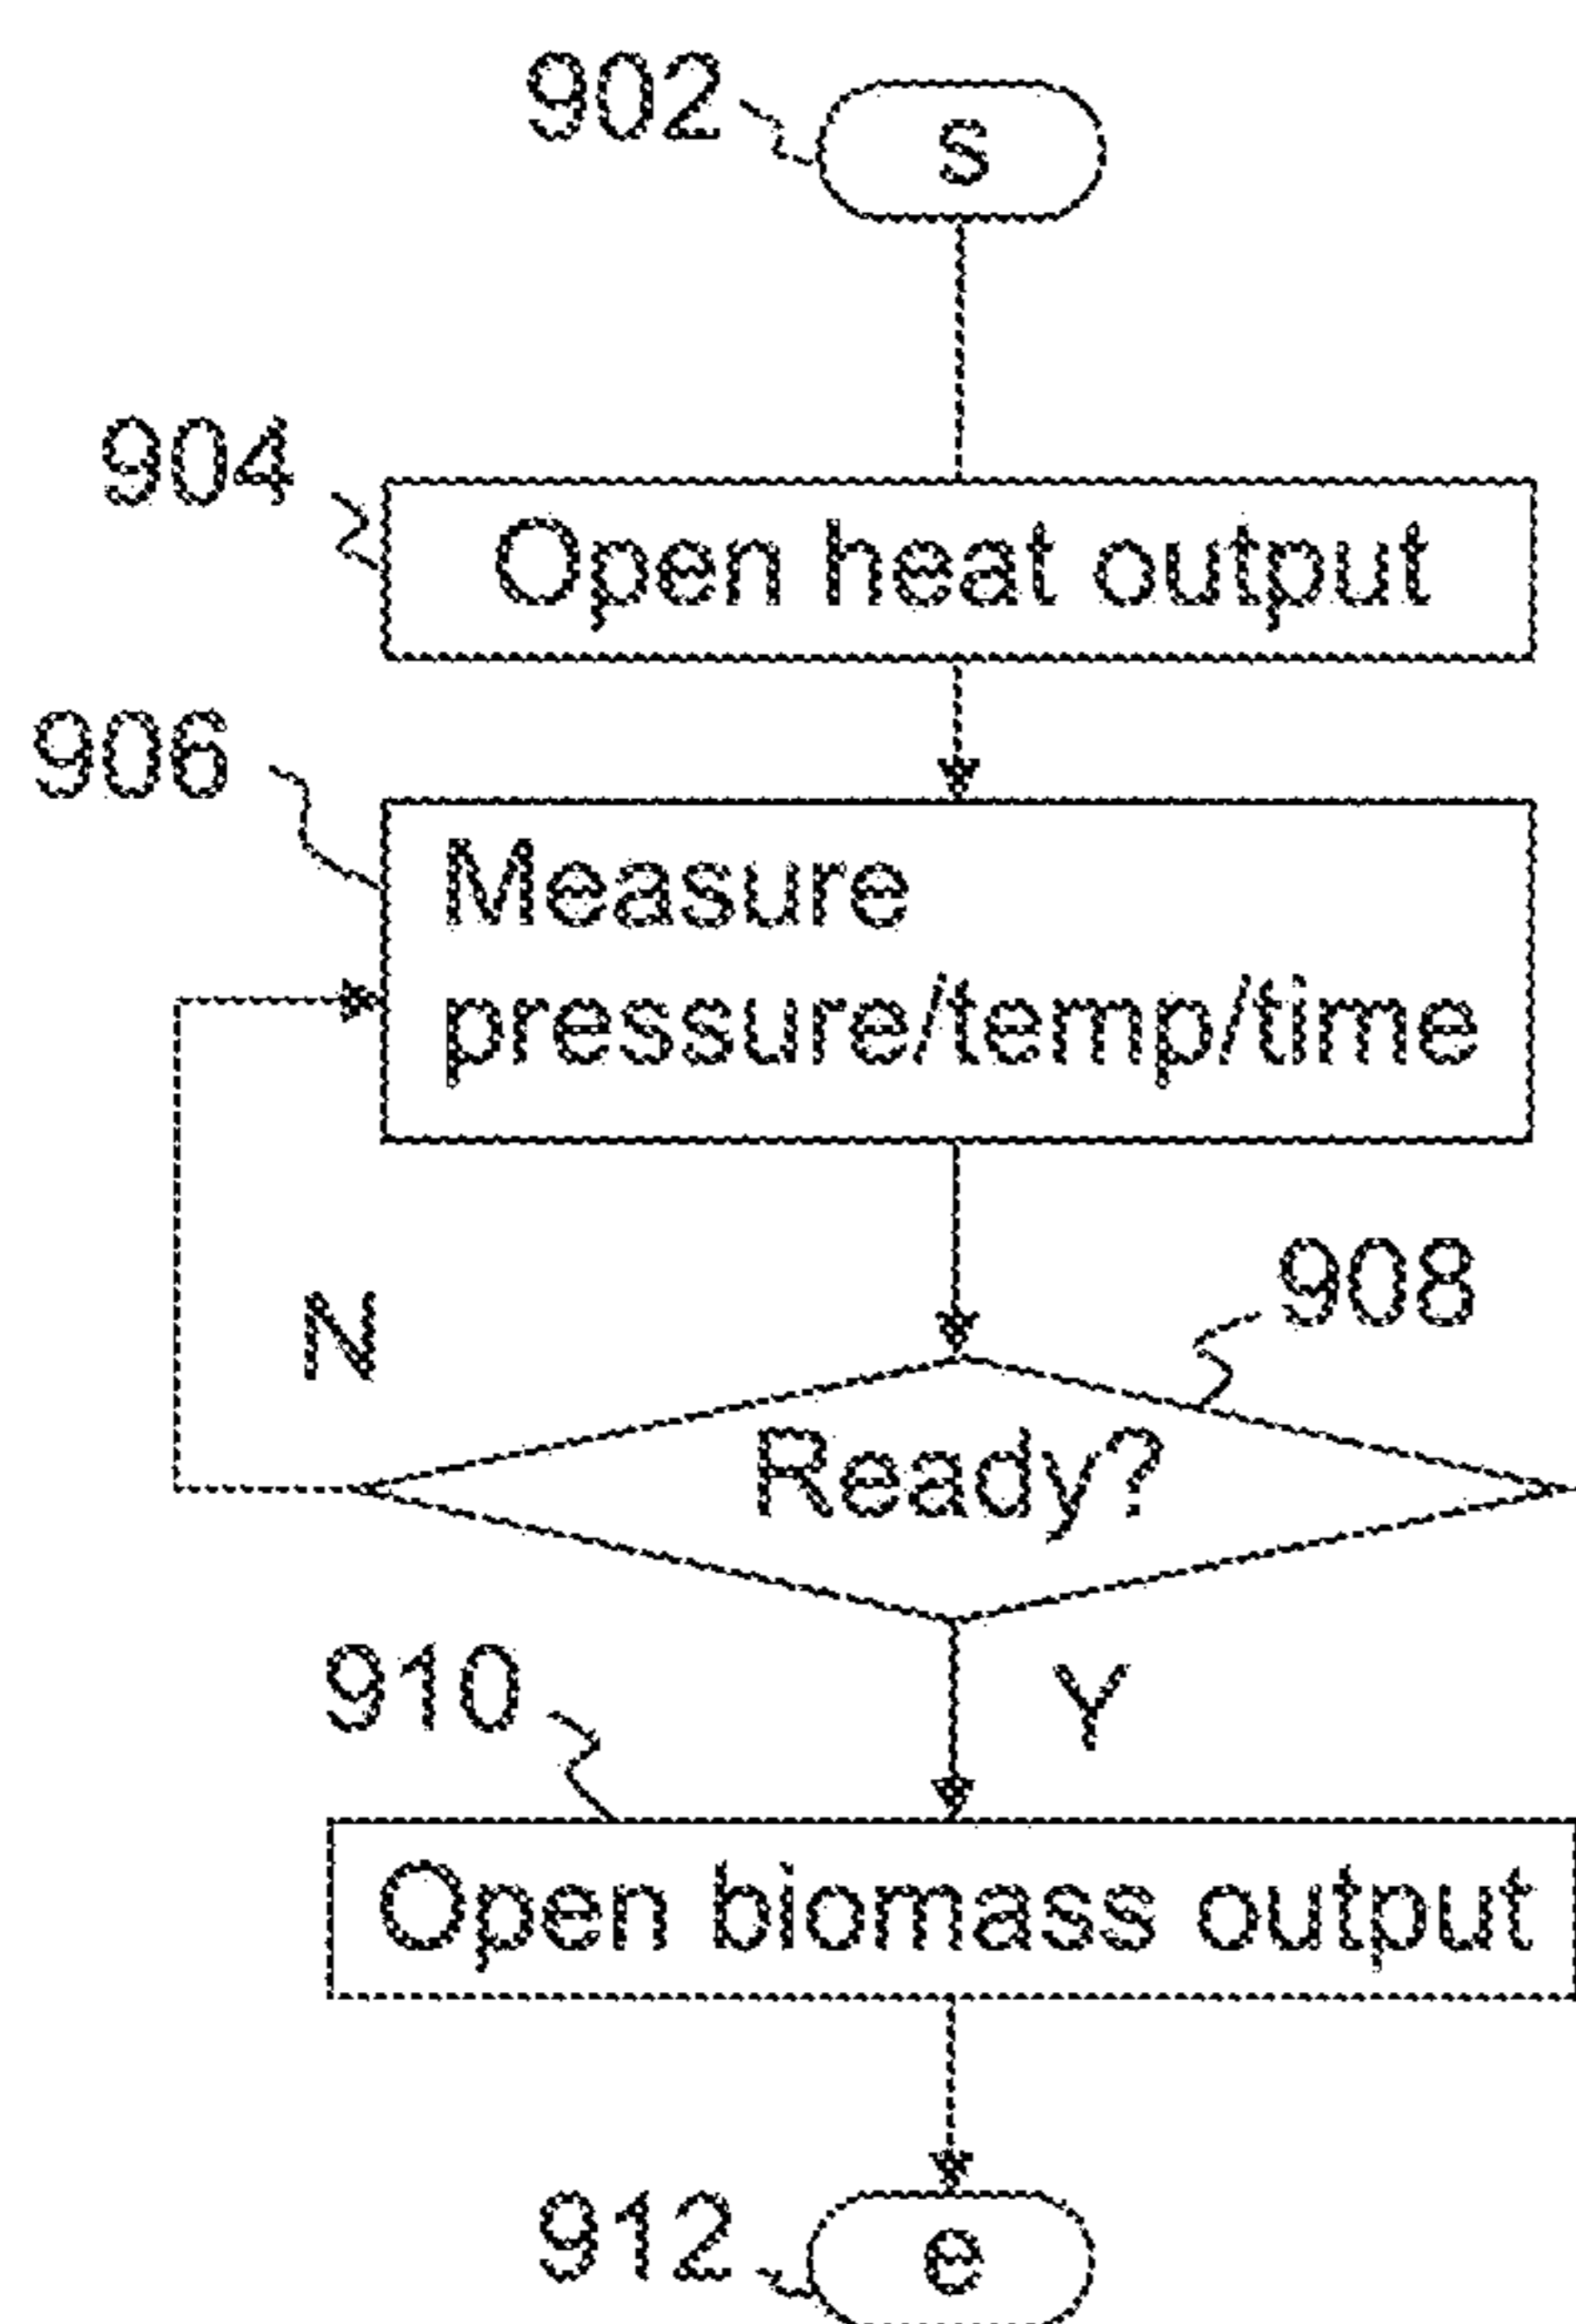 902
s
904
Open heat output
906
Measure
pressure/temp/time
908
N
Ready?
910
Y
Open biomass output
912
e